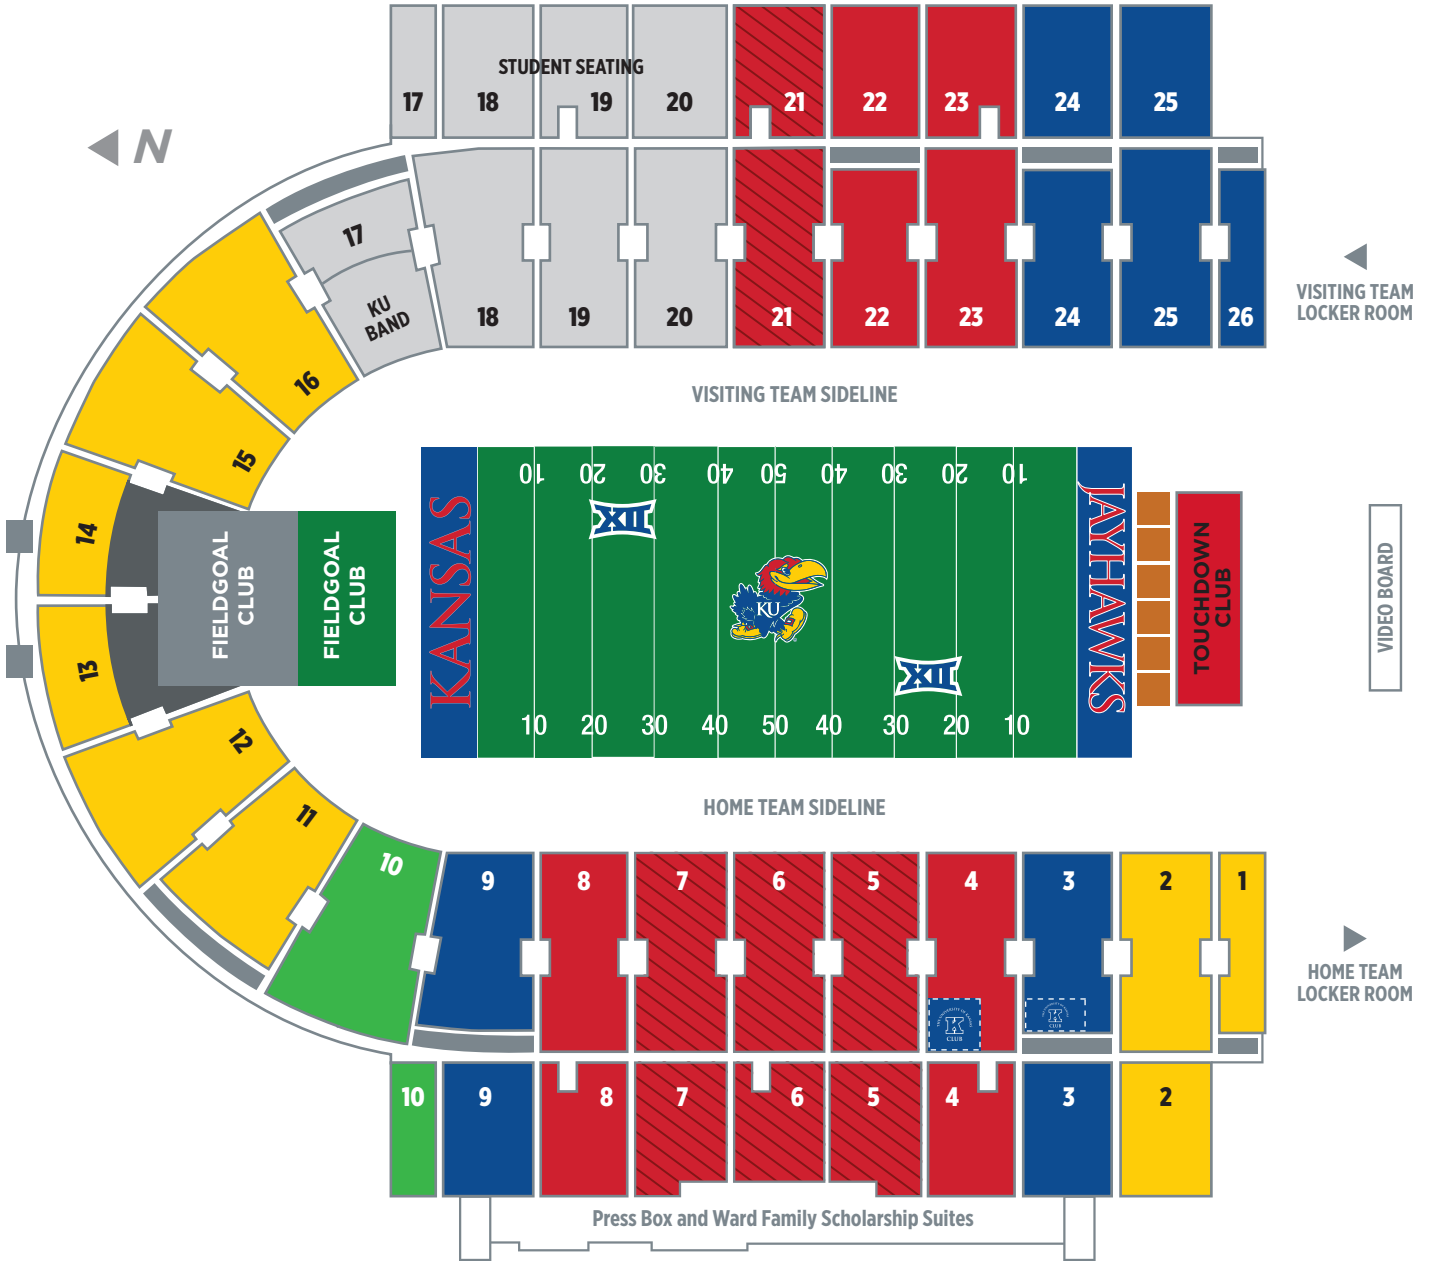 STUDENT SEATING
17
18
19
20
21
22
23
24
25
N
17
KU
BAND
18
19
20
21
22
23
24
25
26
VISITING TEAM
LOCKER ROOM
16
15
14
13
12
11
VISITING TEAM SIDELINE
10 20 30 40 50 40 30 20 10
XII
FIELDGOAL
CLUB
FIELDGOAL
CLUB
KANSAS
KU
JAYHAWKS
TOUCHDOWN
CLUB
VIDEO BOARD
XII
10 20 30 40 50 40 30 20 10
HOME TEAM SIDELINE
10
9
8
7
6
5
4
3
2
1
HOME TEAM
LOCKER ROOM
K
CLUB
K
CLUB
10
9
8
7
6
5
4
3
2
Press Box and Ward Family Scholarship Suites